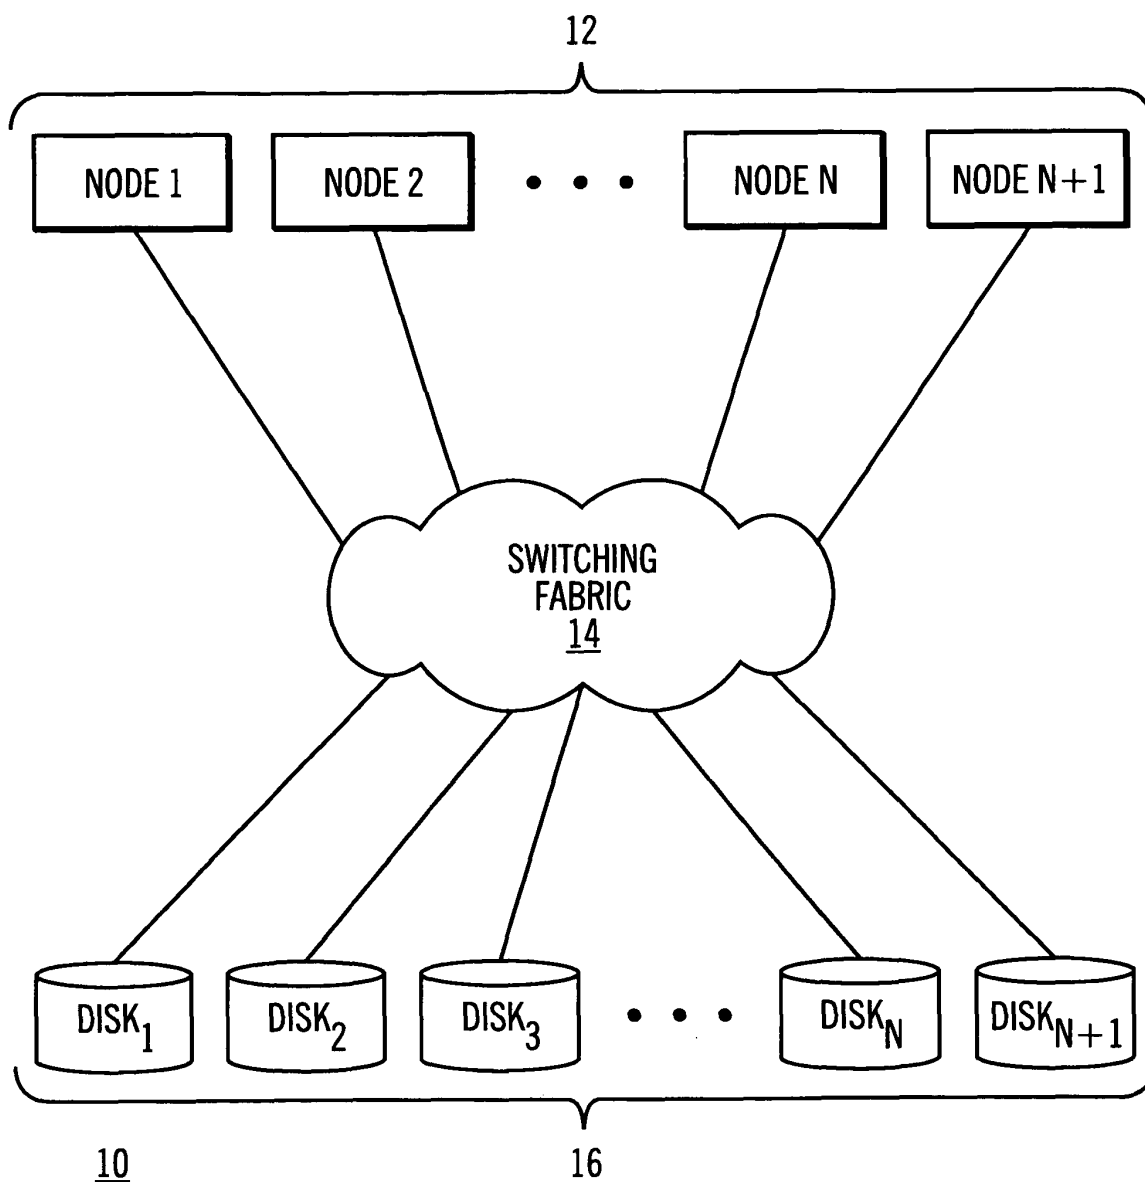 12
NODE 1
NODE 2
NODE N
NODE N+1
SWITCHING
FABRIC
14
DISK1
DISK2
DISK3
DISKN
DISKN+1
10
16